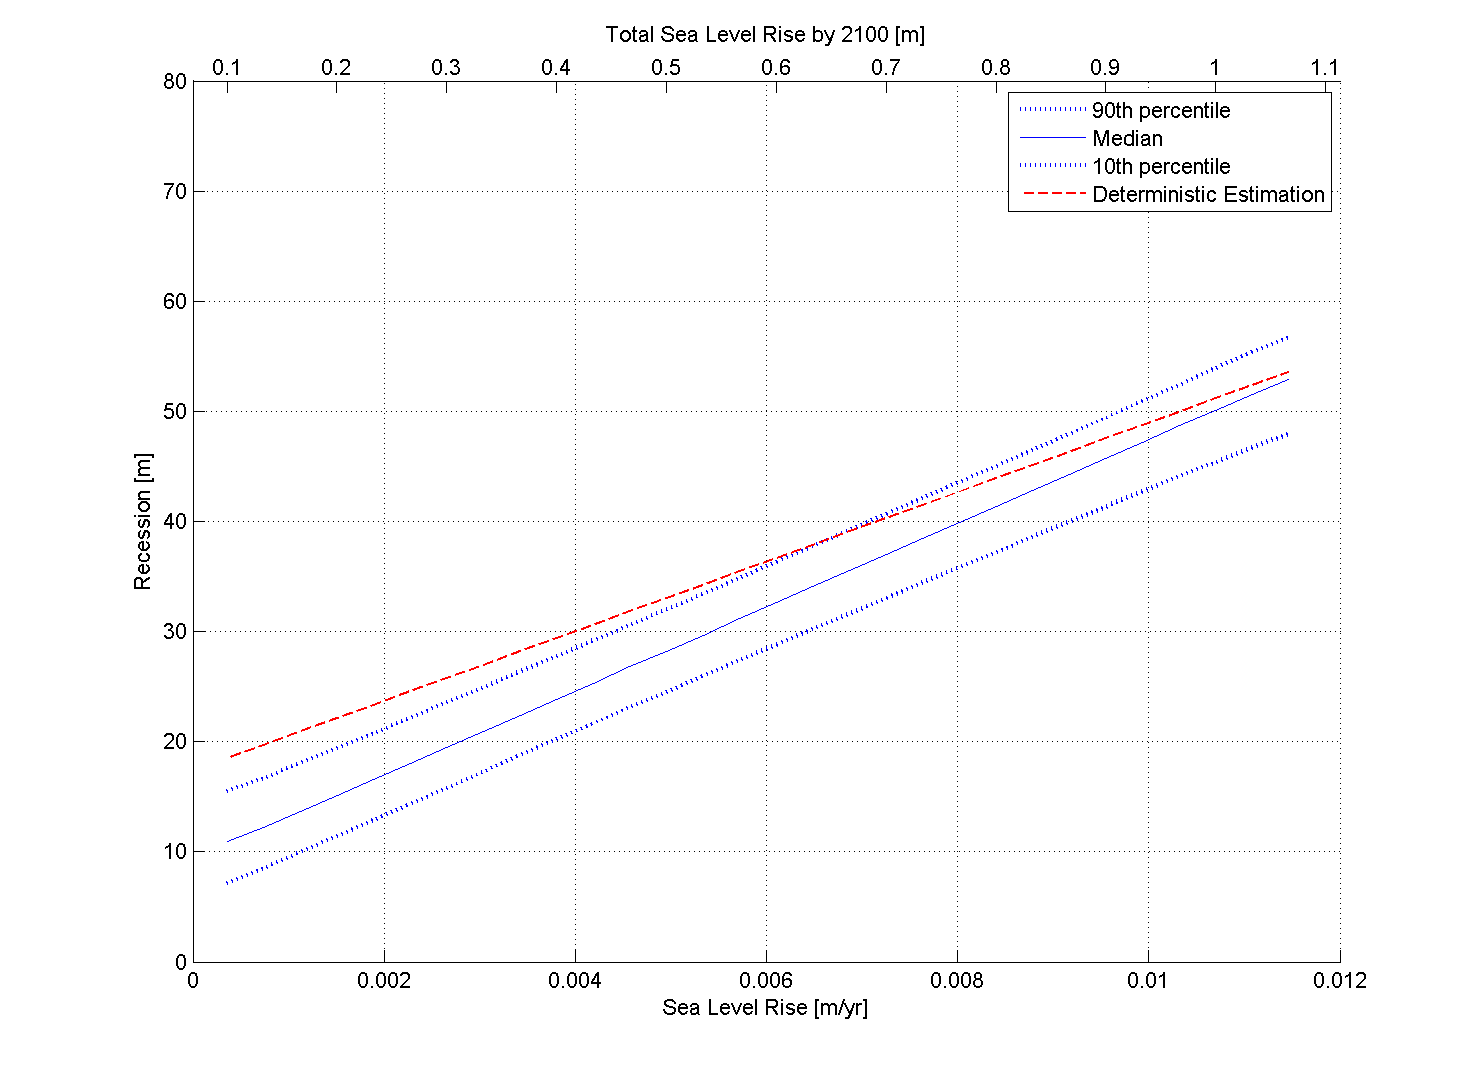 Total Sea Level Rise by 2100 [m]
0.1 0.2 0.3 0.4 0.5 0.6 0.7 0.8 0.9 1 1.1
80
90th percentile
Median
10th percentile
Deterministic Estimation
70
60
50
40
30
20
10
0
Recession [m]
0 0.002 0.004 0.006 0.008 0.01 0.012
Sea Level Rise [m/yr]